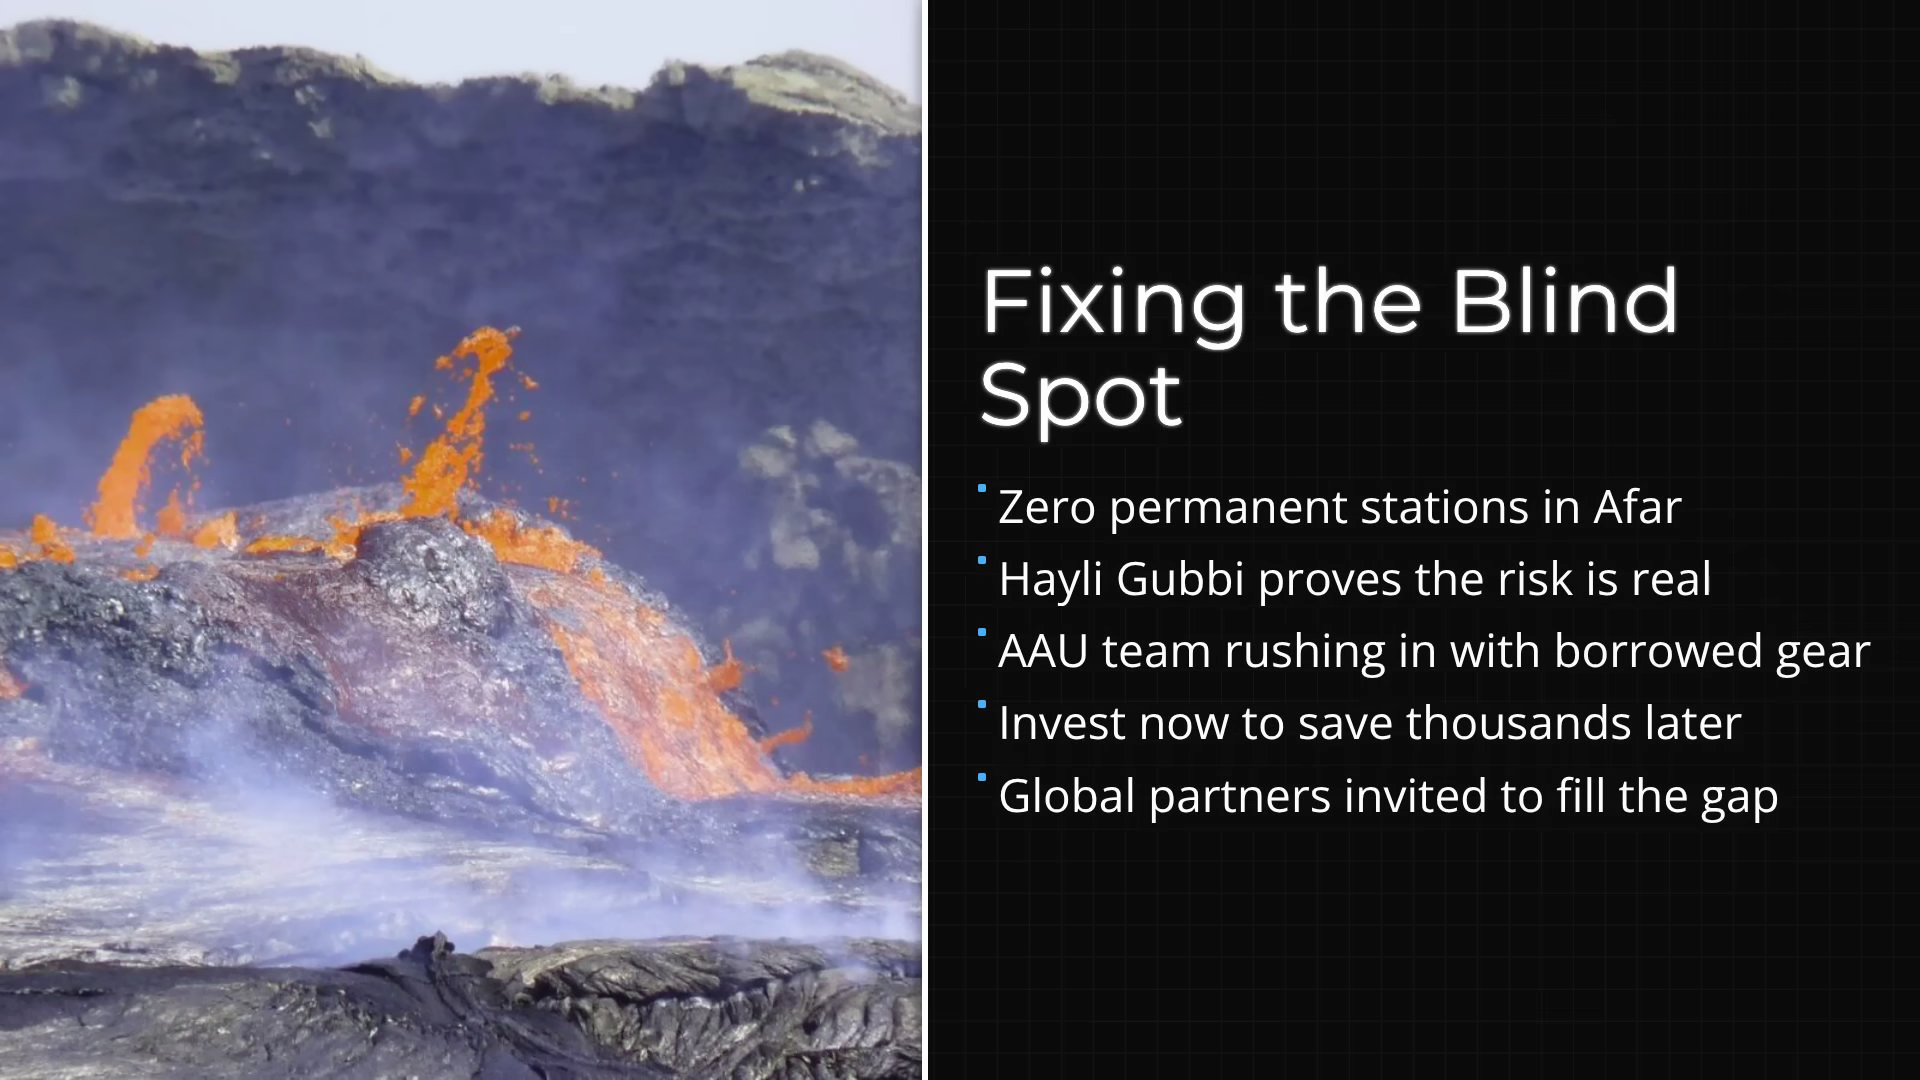 Fixing the Blind
Spot
Zero permanent stations in Afar
Hayli Gubbi proves the risk is real
AAU team rushing in with borrowed gear
Invest now to save thousands later
Global partners invited to fill the gap